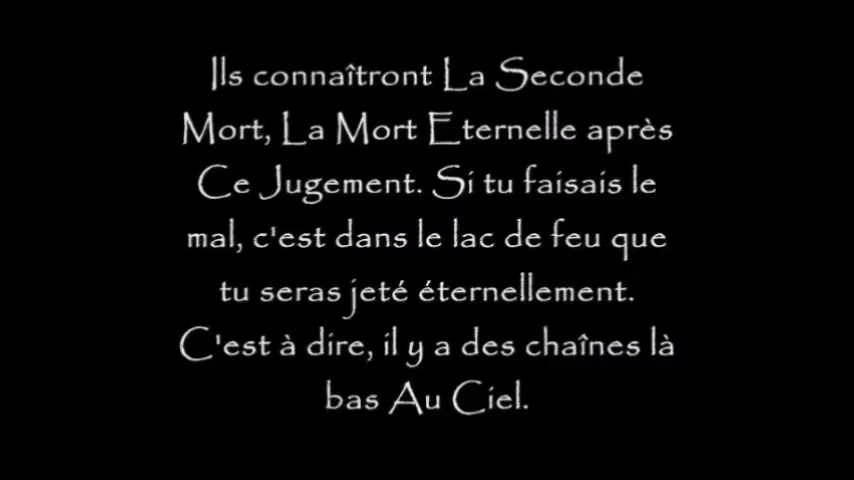 Ils connaîtront La Seconde
Mort, La Mort Eternelle après
Ce Jugement. Si tu faisais le
mal, c'est dans le lac de feu que
tu seras jeté éternellement.
C'est à dire, il y a des chaînes là
bas Au Ciel.